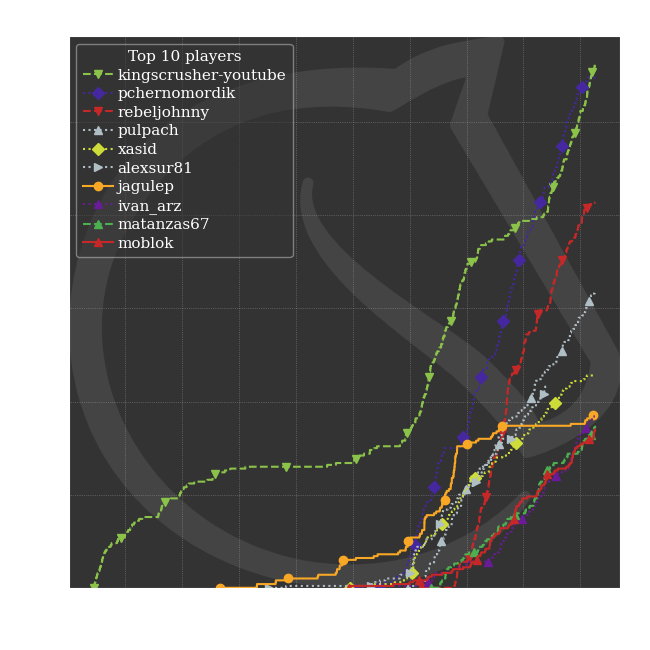 Top 10 players
kingscrusher-youtube
pchernomordik
rebeljohnny
pulpach
xasid
alexsur81
jagulep
ivan_arz
matanzas67
moblok